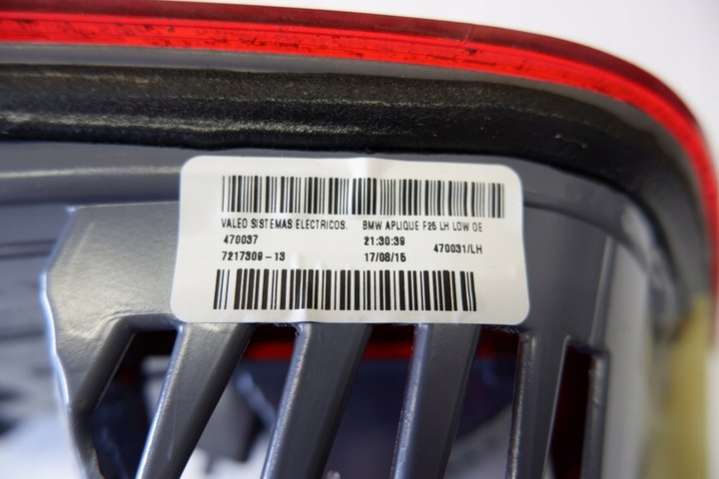 VALEO SISTEMAS ELECTRICOS. BMW APLIQUE F25 LH LOW OE
470037 21:30:39 470031/LH
7217309-13 17/08/15